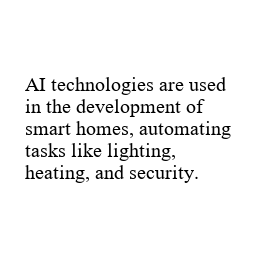 AI technologies are used
in the development of
smart homes, automating
tasks like lighting,
heating, and security.